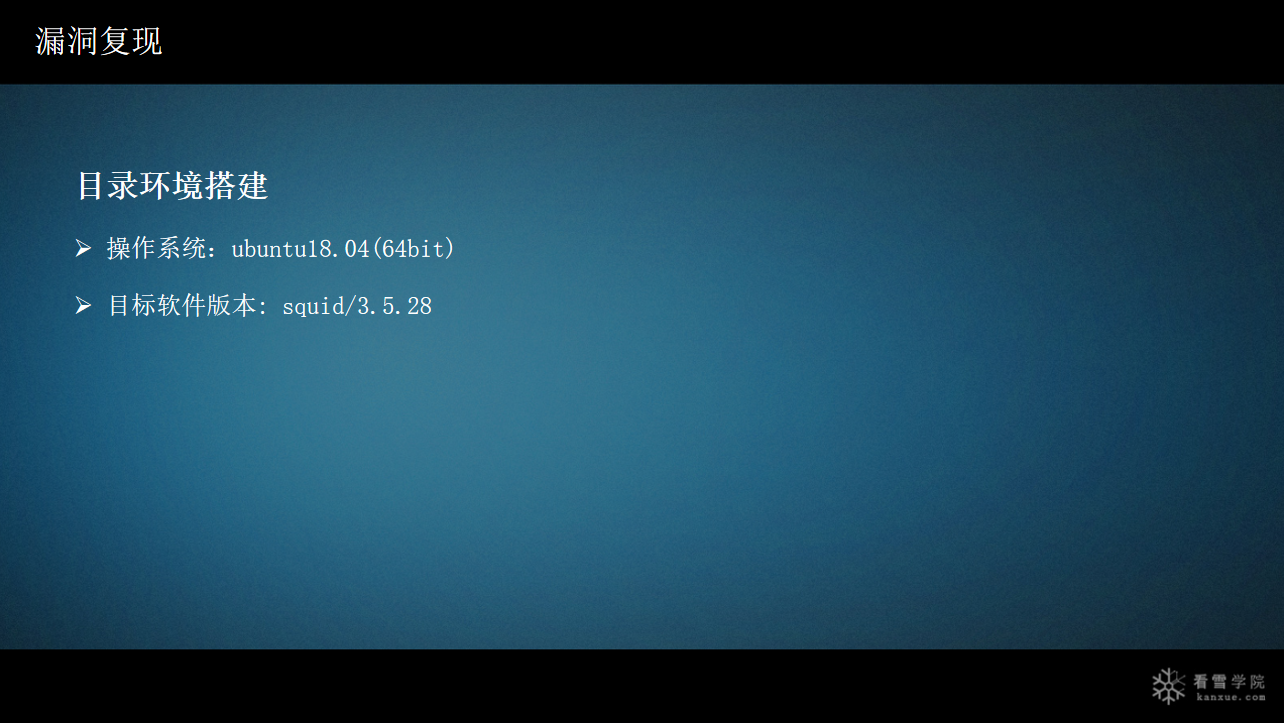 漏洞复现
目录环境搭建
➢ 操作系统：ubuntu18.04(64bit)
➢ 目标软件版本: squid/3.5.28
看雪学院
kanxue.com